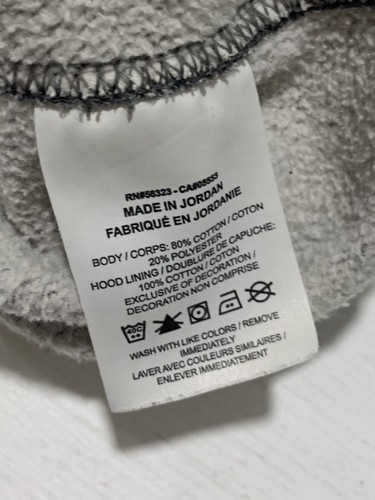 RN#56323 - CA#05553
MADE IN JORDAN
FABRIQUÉ EN JORDANIE
BODY / CORPS: 80% COTTON / COTON
20% POLYESTER
HOOD LINING / DOUBLURE DE CAPUCHE:
100% COTTON / COTON
EXCLUSIVE OF DECORATION /
DECORATION NON COMPRISE
40C
WASH WITH LIKE COLORS / REMOVE
IMMEDIATELY
LAVER AVEC COULEURS SIMILAIRES /
ENLEVER IMMEDIATEMENT